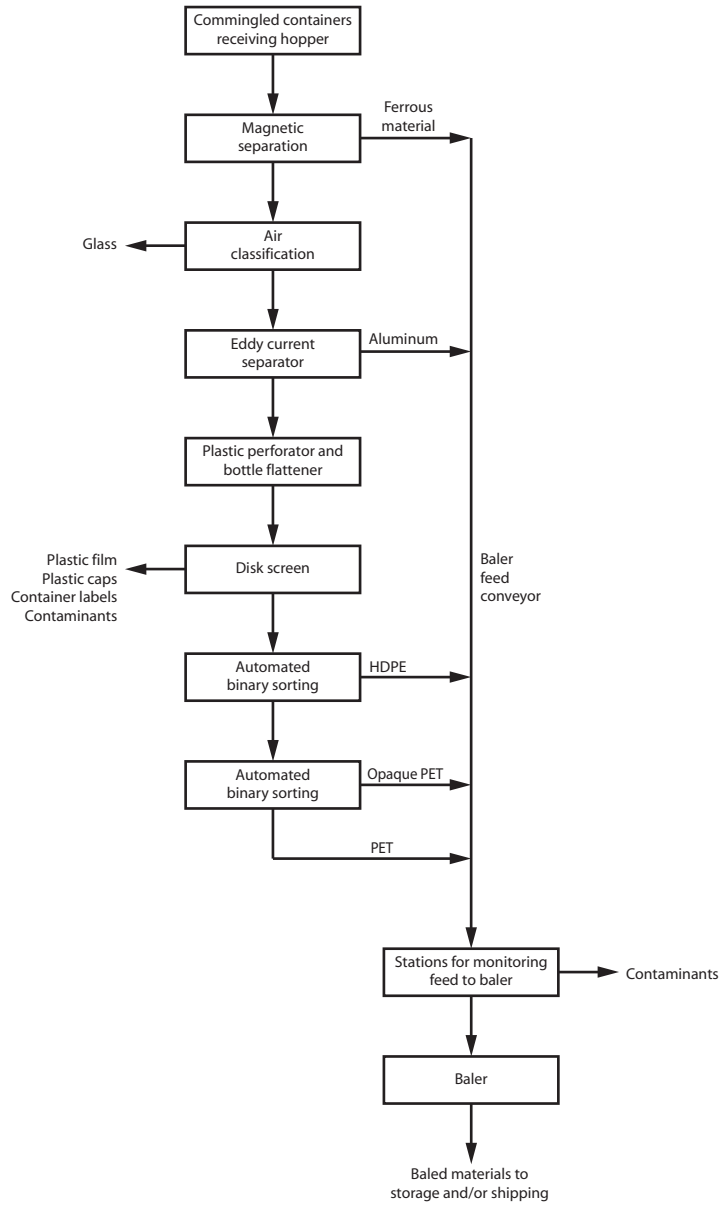 Commingled containers
receiving hopper
Magnetic
separation
Ferrous
material
Glass
Air
classification
Eddy current
separator
Aluminum
Plastic perforator and
bottle flattener
Plastic film
Plastic caps
Container labels
Contaminants
Disk screen
Baler
feed
conveyor
Automated
binary sorting
HDPE
Automated
binary sorting
Opaque PET
PET
Stations for monitoring
feed to baler
Contaminants
Baler
Baled materials to
storage and/or shipping